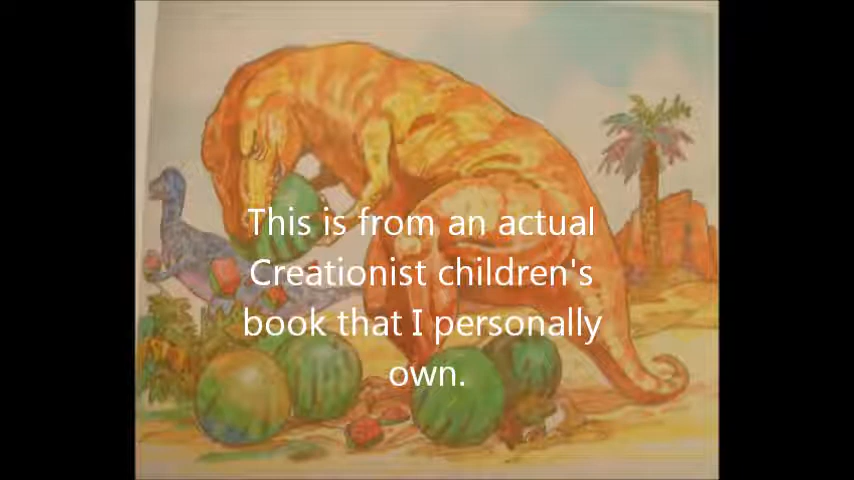 This is from an actual
Creationist children's
book that I personally
own.